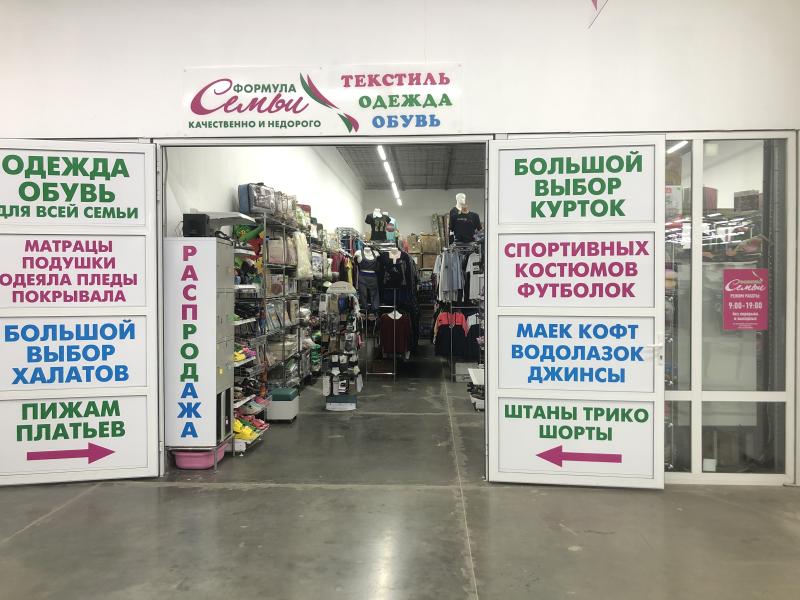 ФОРМУЛА
Семьи
КАЧЕСТВЕННО И НЕДОРОГО
ТЕКСТИЛЬ
ОДЕЖДА
ОБУВЬ
ОДЕЖДА
ОБУВЬ
ДЛЯ ВСЕЙ СЕМЬИ
МАТРАЦЫ
ПОДУШКИ
ОДЕЯЛА ПЛЕДЫ
ПОКРЫВАЛА
БОЛЬШОЙ
ВЫБОР
ХАЛАТОВ
ПИЖАМ
ПЛАТЬЕВ
РАСПРОДАЖА
БОЛЬШОЙ
ВЫБОР
КУРТОК
СПОРТИВНЫХ
КОСТЮМОВ
ФУТБОЛОК
МАЕК КОФТ
ВОДОЛАЗОК
ДЖИНСЫ
ШТАНЫ ТРИКО
ШОРТЫ
Семьи
РЕЖИМ РАБОТЫ:
9:00-19:00